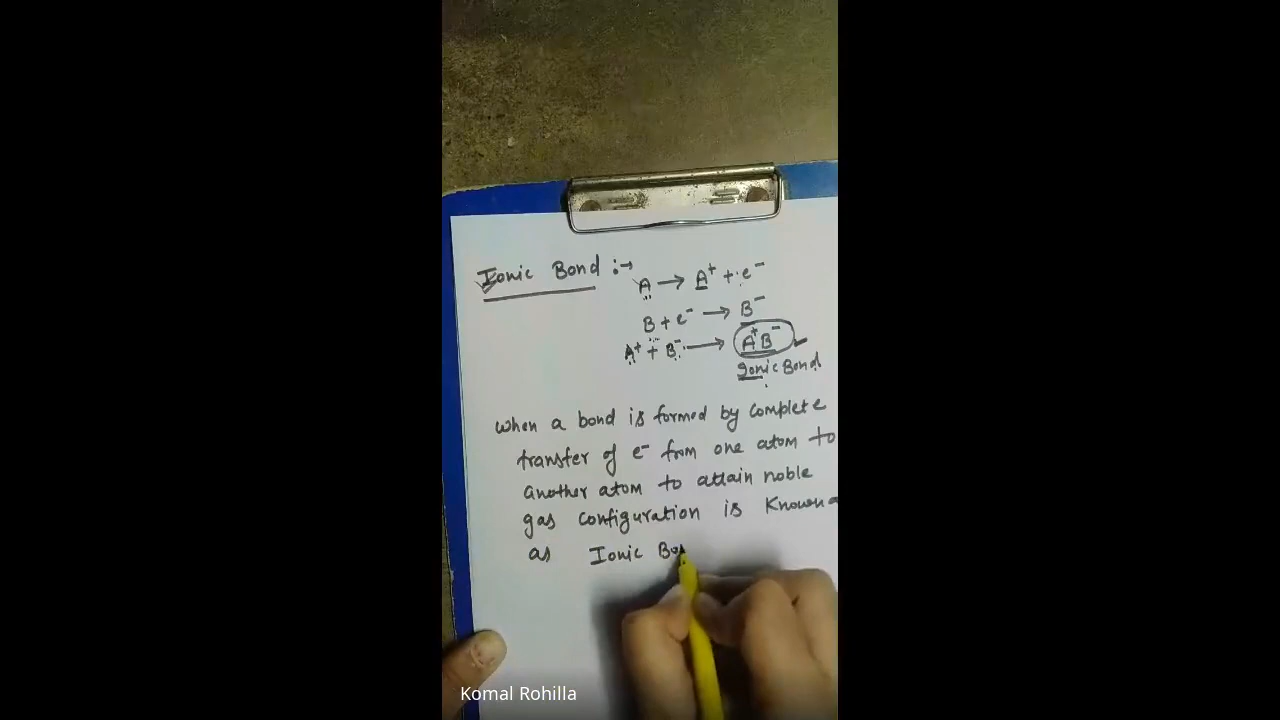 Ionic Bond :→
A → A⁺ + e⁻
B + e⁻ → B⁻
A⁺ + B⁻ → A⁺B⁻
Ionic Bond
When a bond is formed by complete
transfer of e⁻ from one atom to
another atom to attain noble
gas configuration is known
as Ionic Bon
Komal Rohilla